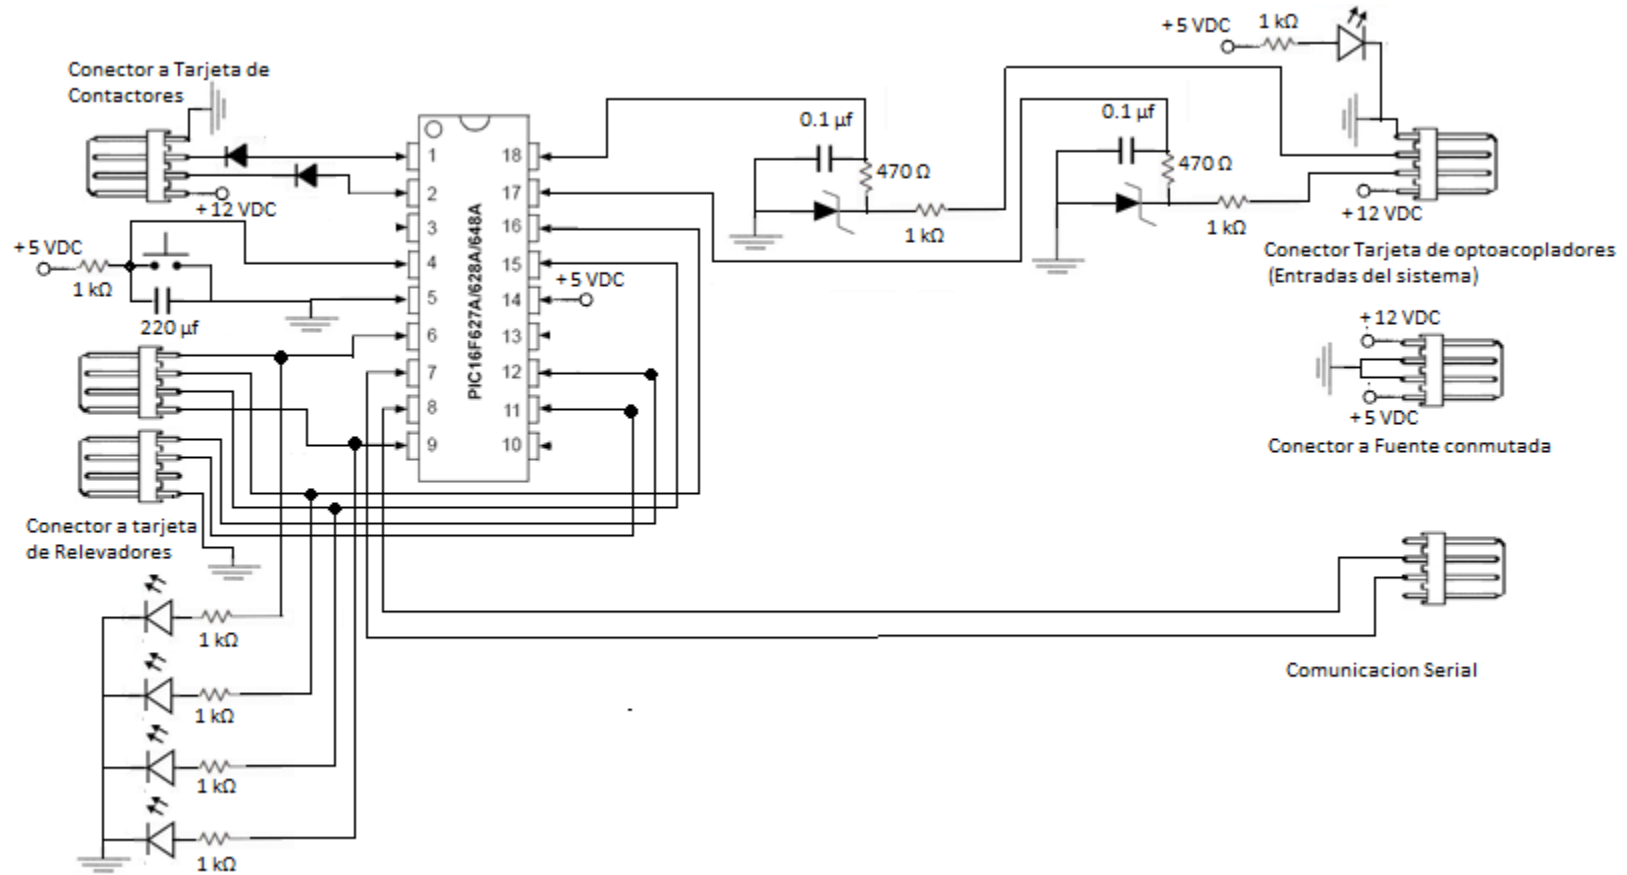 Conector a Tarjeta de
Contactores
+12 VDC
+5 VDC
1 kΩ
220 µf
Conector a tarjeta
de Relevadores
1 kΩ
1 kΩ
1 kΩ
1 kΩ
PIC16F627A/628A/648A
1
2
3
4
5
6
7
8
9
18
17
16
15
14
13
12
11
10
+5 VDC
0.1 µf
470 Ω
1 kΩ
0.1 µf
470 Ω
1 kΩ
+5 VDC
1 kΩ
+12 VDC
Conector Tarjeta de optoacopladores
(Entradas del sistema)
+12 VDC
+5 VDC
Conector a Fuente conmutada
Comunicacion Serial